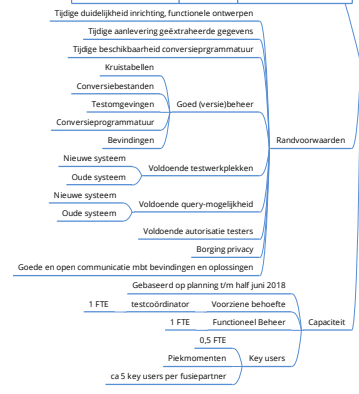 Tijdige duidelijkheid inrichting, functionele ontwerpen
Tijdige aanlevering geëxtraheerde gegevens
Tijdige beschikbaarheid conversieprgrammatuur
Kruistabellen
Conversiebestanden
Testomgevingen
Goed (versie)beheer
Conversieprogrammatuur
Bevindingen
Randvoorwaarden
Nieuwe systeem
Voldoende testwerkplekken
Oude systeem
Nieuwe systeem
Voldoende query-mogelijkheid
Oude systeem
Voldoende autorisatie testers
Borging privacy
Goede en open communicatie mbt bevindingen en oplossingen
Gebaseerd op planning t/m half juni 2018
1 FTE testcoördinator Voorziene behoefte
1 FTE Functioneel Beheer Capaciteit
0,5 FTE
Piekmomenten Key users
ca 5 key users per fusiepartner